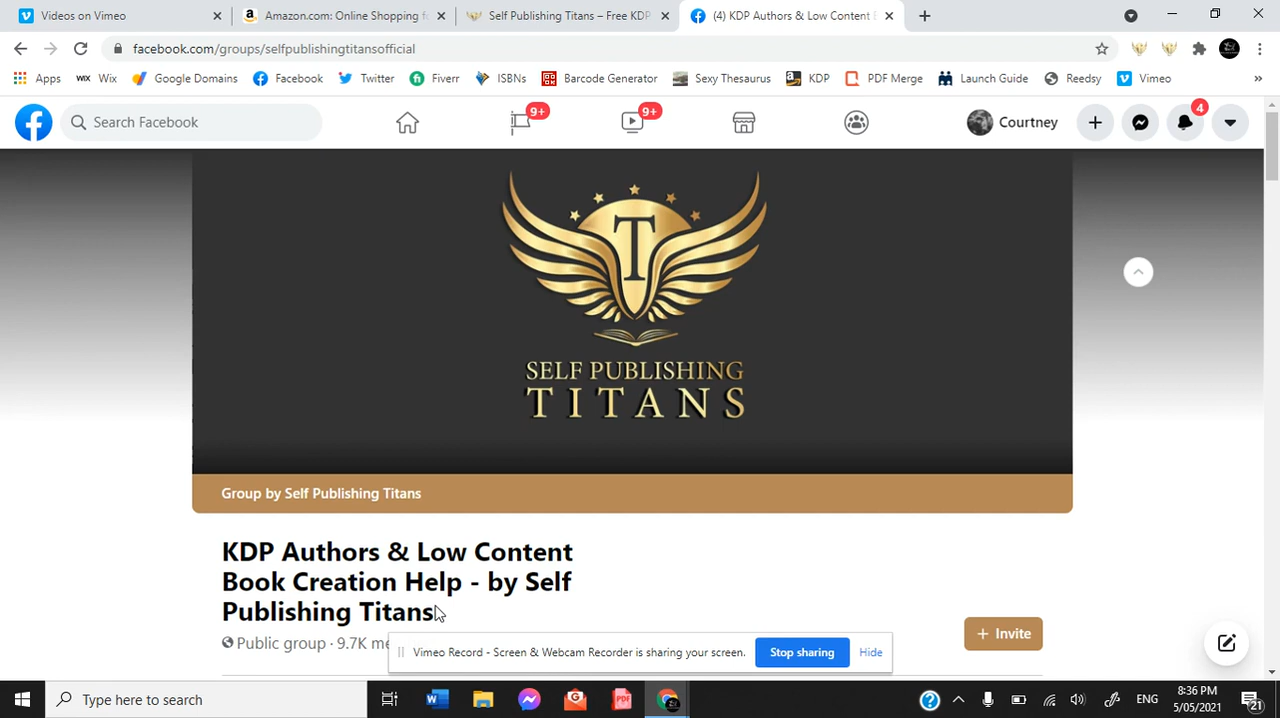 Videos on Vimeo
Amazon.com: Online Shopping f
Self Publishing Titans – Free KDP
(4) KDP Authors & Low Content
facebook.com/groups/selfpublishingtitansofficial
Apps WIX Wix Google Domains Facebook Twitter fi Fiverr ISBNs Barcode Generator Sexy Thesaurus KDP PDF Merge Launch Guide Reedsy Vimeo »
Search Facebook
9+
9+
Courtney
4
T
SELF PUBLISHING
TITANS
Group by Self Publishing Titans
KDP Authors & Low Content
Book Creation Help - by Self
Publishing Titans
Public group · 9.7K me
+ Invite
Vimeo Record - Screen & Webcam Recorder is sharing your screen.
Stop sharing
Hide
Type here to search
ENG
8:36 PM
5/05/2021
21